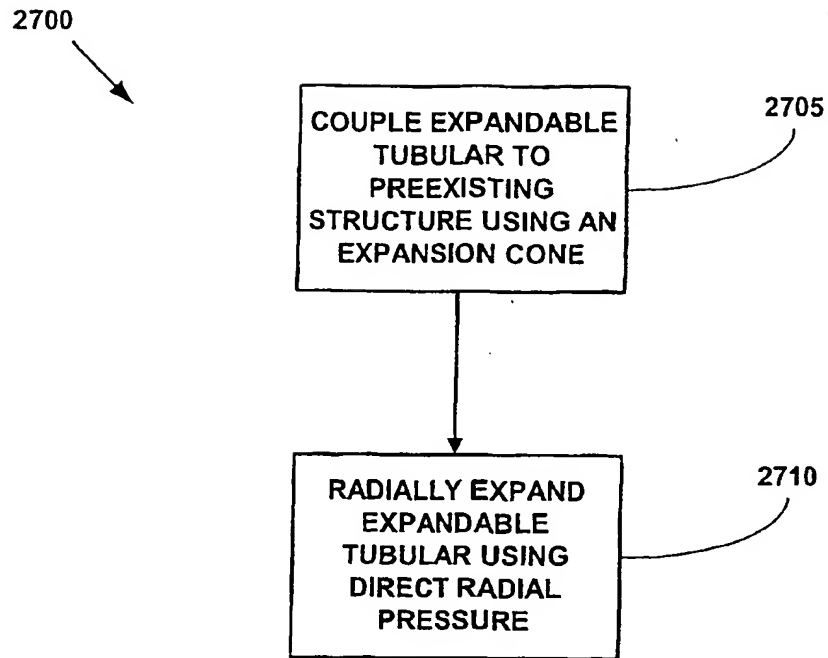 2700
2705
COUPLE EXPANDABLE
TUBULAR TO
PREEXISTING
STRUCTURE USING AN
EXPANSION CONE
2710
RADIALLY EXPAND
EXPANDABLE
TUBULAR USING
DIRECT RADIAL
PRESSURE